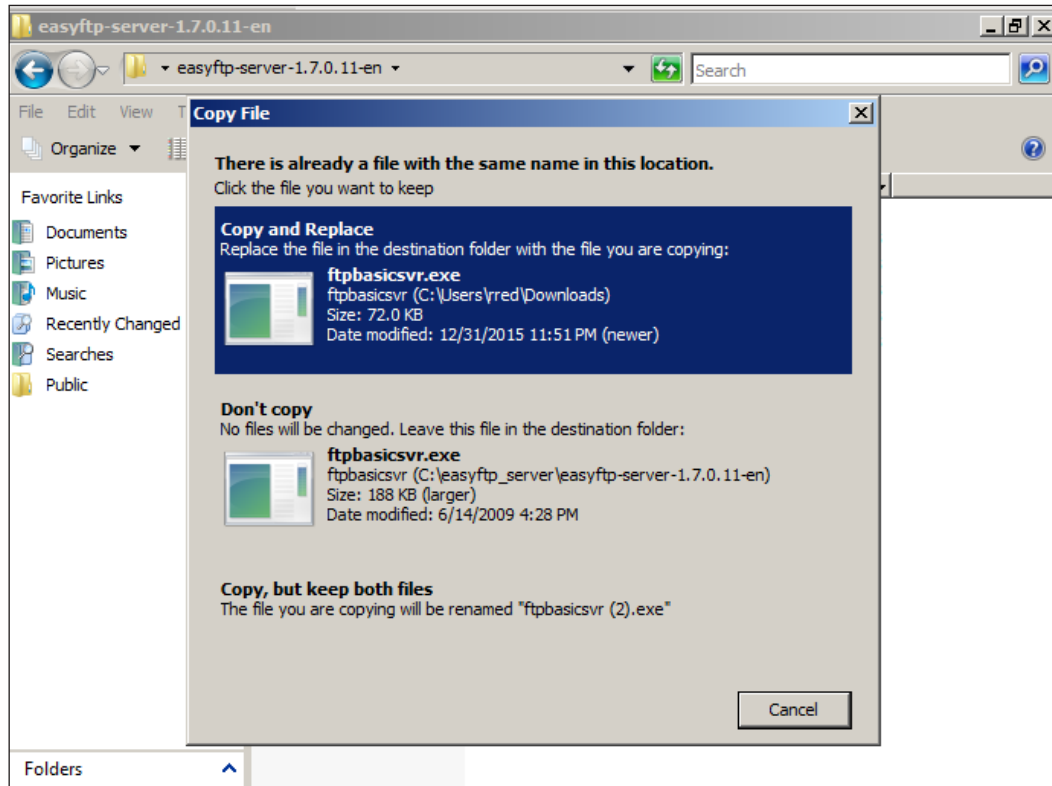 easyftp-server-1.7.0.11-en
easyftp-server-1.7.0.11-en
Search
File Edit View T
Organize
Copy File
There is already a file with the same name in this location.
Click the file you want to keep
Favorite Links
Documents
Pictures
Music
Recently Changed
Searches
Public
Copy and Replace
Replace the file in the destination folder with the file you are copying:
ftpbasicsvr.exe
ftpbasicsvr (C:\Users\rred\Downloads)
Size: 72.0 KB
Date modified: 12/31/2015 11:51 PM (newer)
Don't copy
No files will be changed. Leave this file in the destination folder:
ftpbasicsvr.exe
ftpbasicsvr (C:\easyftp_server\easyftp-server-1.7.0.11-en)
Size: 188 KB (larger)
Date modified: 6/14/2009 4:28 PM
Copy, but keep both files
The file you are copying will be renamed "ftpbasicsvr (2).exe"
Cancel
Folders